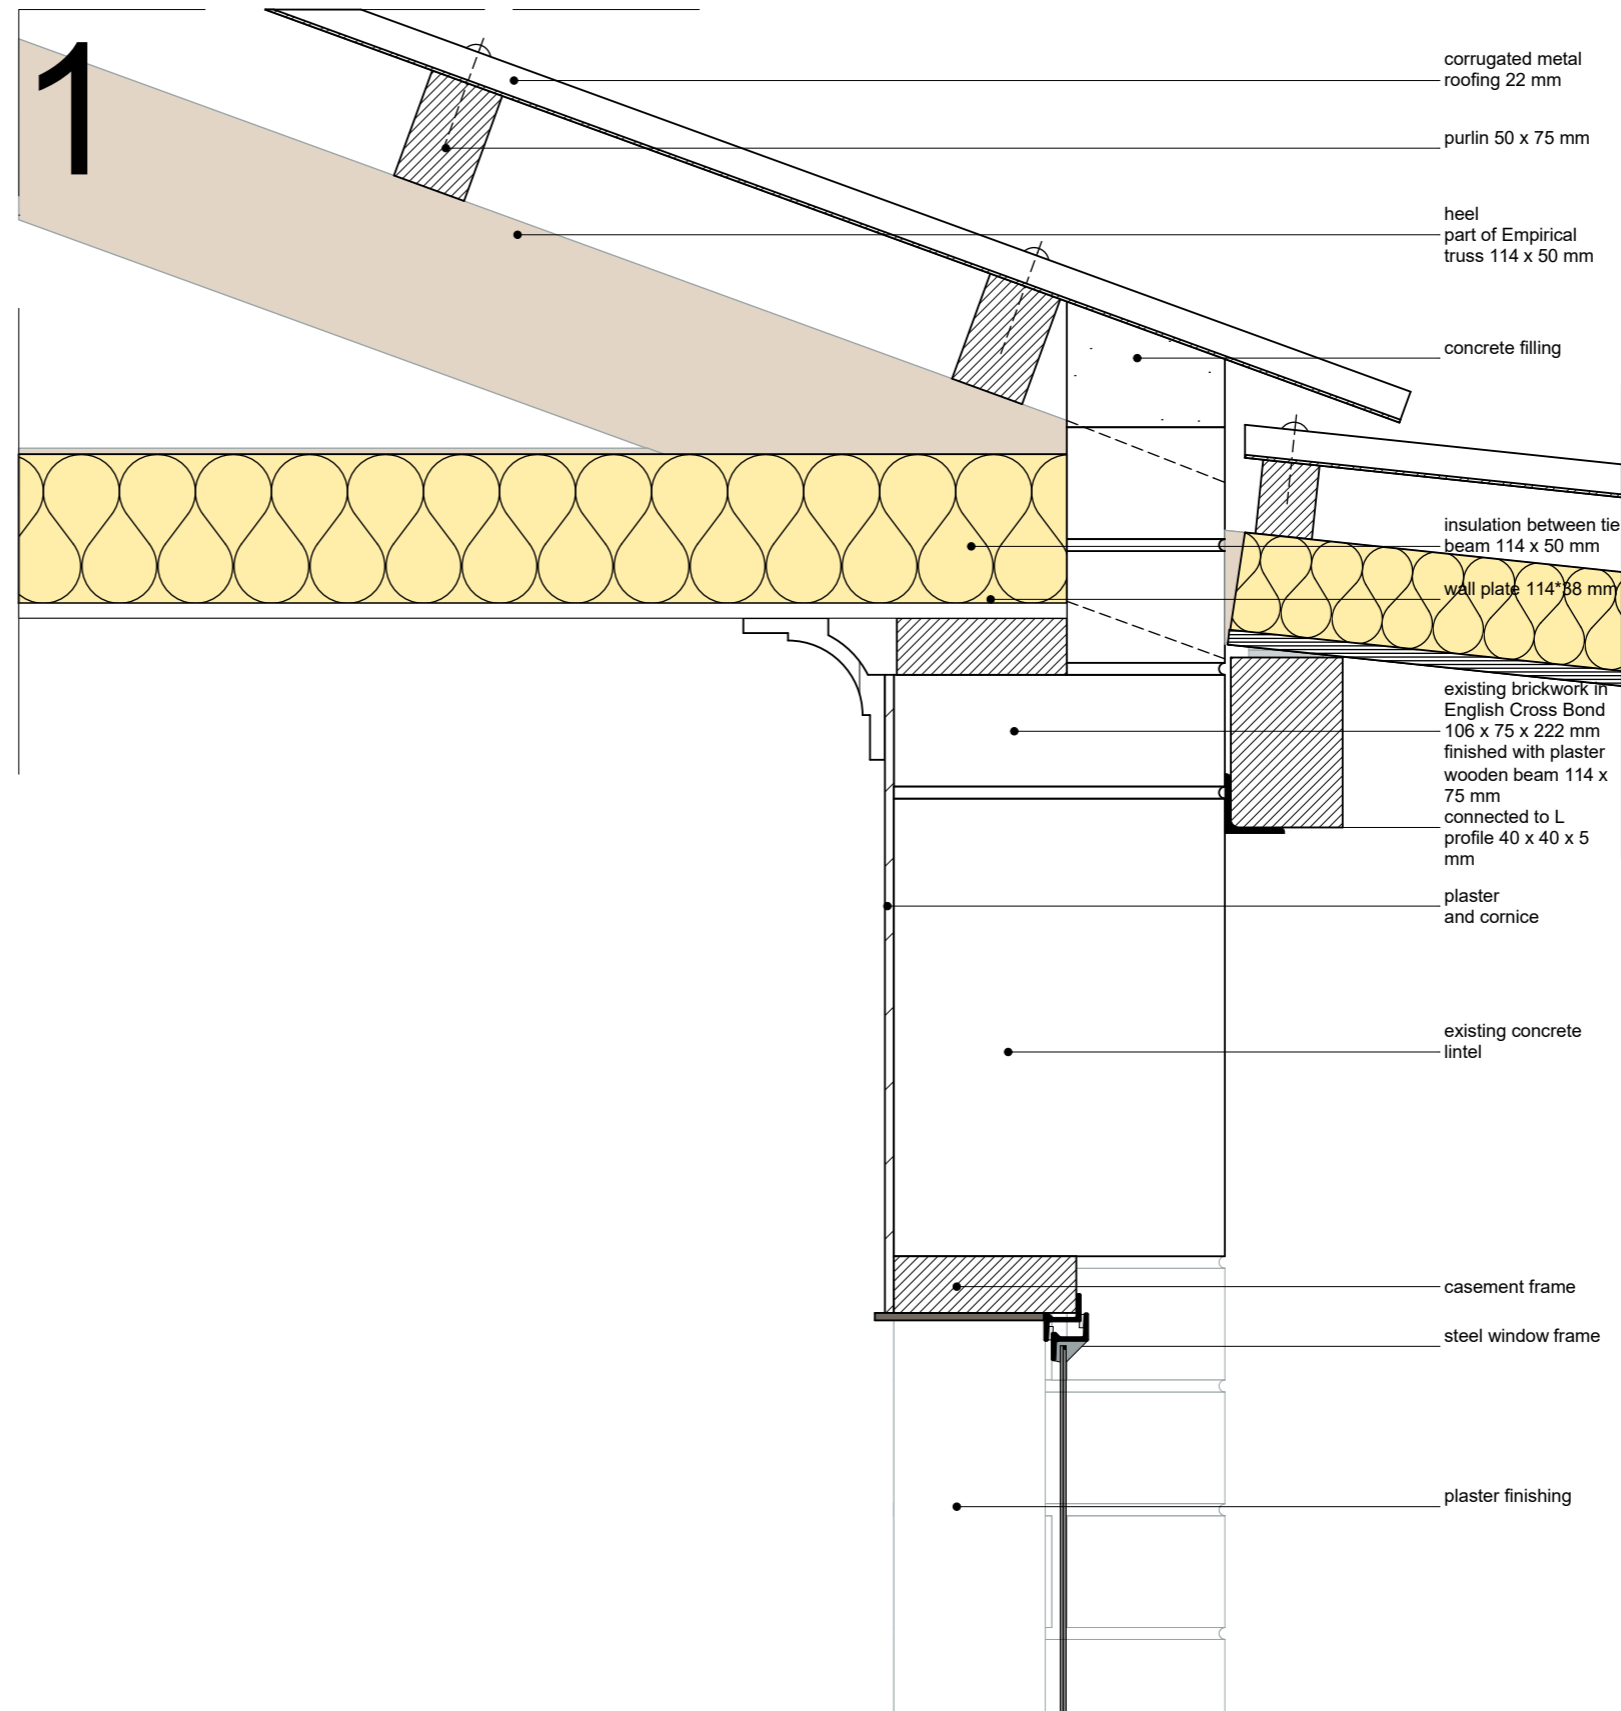 1
corrugated metal
roofing 22 mm
purlin 50 x 75 mm
heel
part of Empirical
truss 114 x 50 mm
concrete filling
insulation between tie
beam 114 x 50 mm
wall plate 114*38 mm
existing brickwork in
English Cross Bond
106 x 75 x 222 mm
finished with plaster
wooden beam 114 x
75 mm
connected to L
profile 40 x 40 x 5
mm
plaster
and cornice
existing concrete
lintel
casement frame
steel window frame
plaster finishing